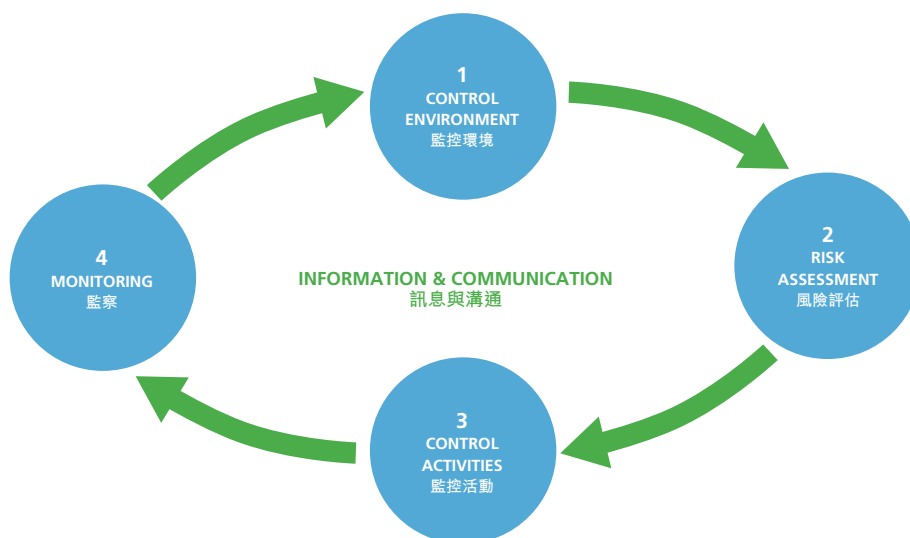 1
CONTROL
ENVIRONMENT
監控環境
2
RISK
ASSESSMENT
風險評估
3
CONTROL
ACTIVITIES
監控活動
4
MONITORING
監察
INFORMATION & COMMUNICATION
訊息與溝通